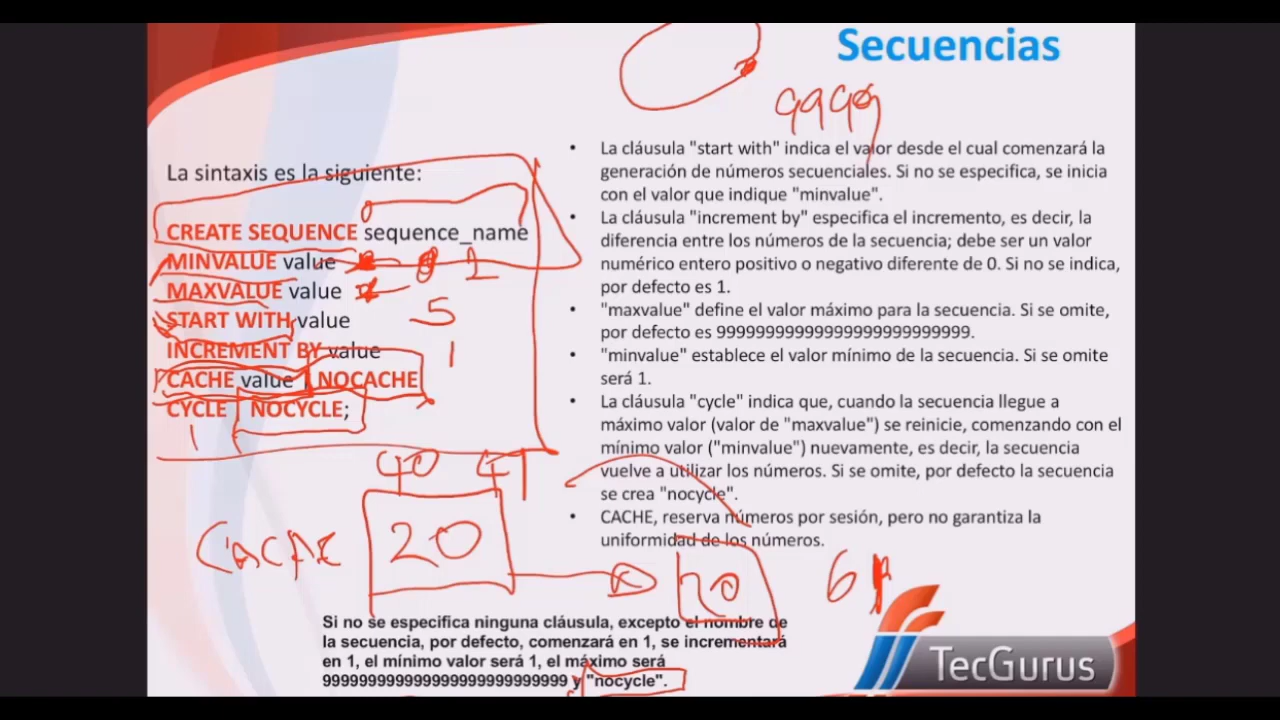 Secuencias
9999
La sintaxis es la siguiente:
CREATE SEQUENCE sequence_name
MINVALUE value 1
MAXVALUE value
START WITH value 5
INCREMENT BY value 1
CACHE value | NOCACHE
CYCLE | NOCYCLE;
1
40 41
CACHE 20
20
• La cláusula "start with" indica el valor desde el cual comenzará la
generación de números secuenciales. Si no se especifica, se inicia
con el valor que indique "minvalue".
• La cláusula "increment by" especifica el incremento, es decir, la
diferencia entre los números de la secuencia; debe ser un valor
numérico entero positivo o negativo diferente de 0. Si no se indica,
por defecto es 1.
• "maxvalue" define el valor máximo para la secuencia. Si se omite,
por defecto es 99999999999999999999999999.
• "minvalue" establece el valor mínimo de la secuencia. Si se omite
será 1.
• La cláusula "cycle" indica que, cuando la secuencia llegue a
máximo valor (valor de "maxvalue") se reinicie, comenzando con el
mínimo valor ("minvalue") nuevamente, es decir, la secuencia
vuelve a utilizar los números. Si se omite, por defecto la secuencia
se crea "nocycle".
• CACHE, reserva números por sesión, pero no garantiza la
uniformidad de los números.
Si no se especifica ninguna cláusula, excepto el nombre de
la secuencia, por defecto, comenzará en 1, se incrementará
en 1, el mínimo valor será 1, el máximo será
999999999999999999999999999 y "nocycle".
TecGurus